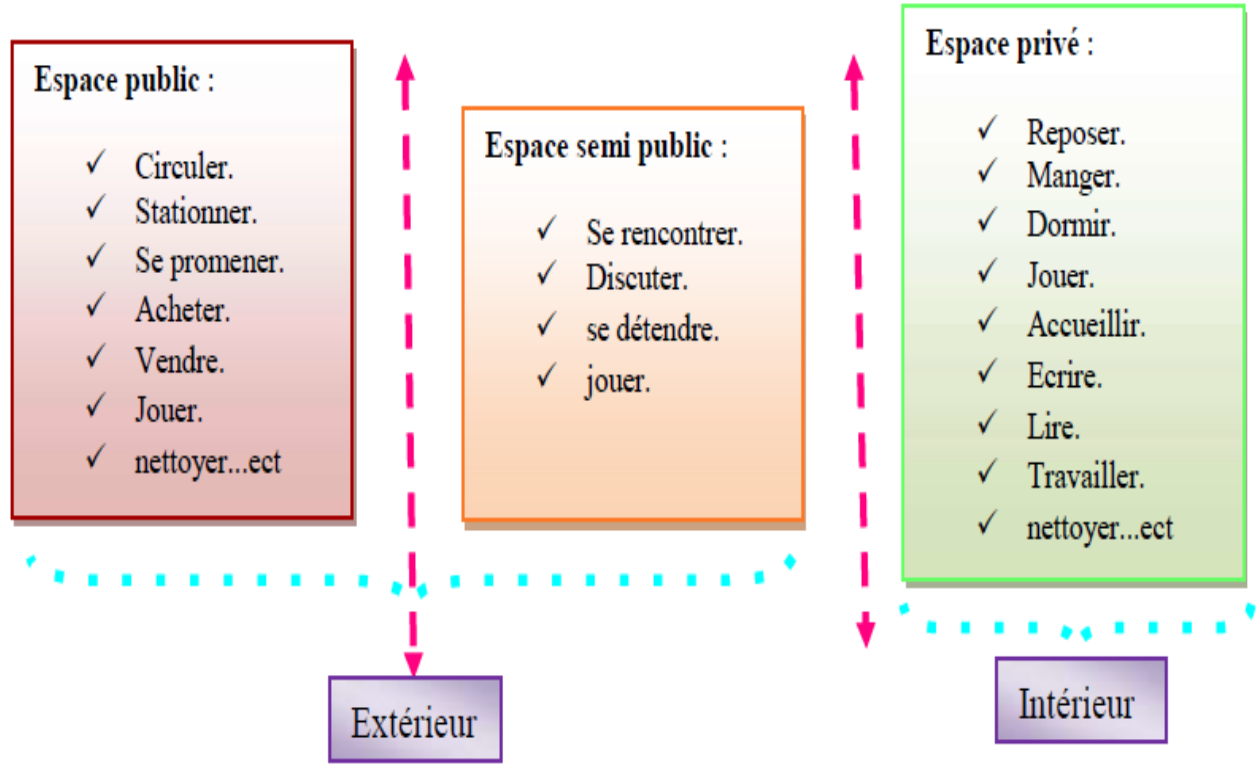 Espace public :
Circuler.
Stationner.
Se promener.
Acheter.
Vendre.
Jouer.
nettoyer...ect
Espace semi public :
Se rencontrer.
Discuter.
se détendre.
jouer.
Espace privé :
Reposer.
Manger.
Dormir.
Jouer.
Accueillir.
Ecrire.
Lire.
Travailler.
nettoyer...ect
Extérieur
Intérieur